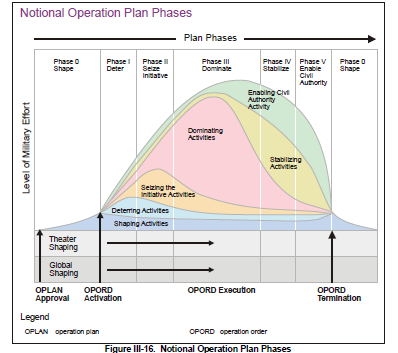 Notional Operation Plan Phases
Plan Phases
Phase 0
Shape
Phase I
Deter
Phase II
Seize
Initiative
Phase III
Dominate
Phase IV
Stabilize
Phase V
Enable
Civil
Authority
Phase 0
Shape
Level of Military Effort
Enabling Civil
Authority
Activity
Dominating
Activities
Stabilizing
Activities
Seizing the
Initiative Activities
Deterring Activities
Shaping Activities
Theater
Shaping
Global
Shaping
OPLAN
Approval
OPORD
Activation
OPORD Execution
OPORD
Termination
Legend
OPLAN operation plan
OPORD operation order
Figure III-16. Notional Operation Plan Phases